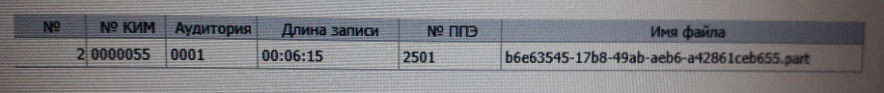 № № КИМ Аудитория Длина записи № ППЭ Имя файла
2 0000055 0001 00:06:15 2501 b6e63545-17b8-49ab-aeb6-a42861ceb655.part